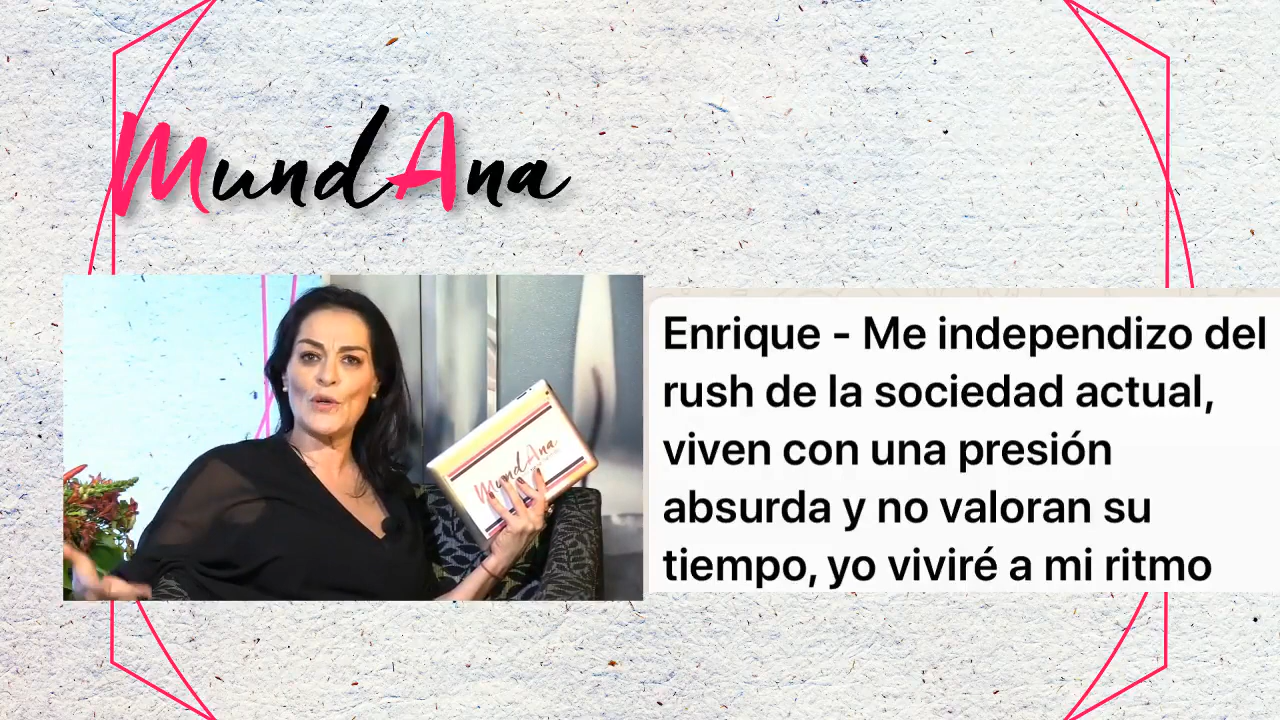 MundAna
MundAna
Enrique - Me independizo del
rush de la sociedad actual,
viven con una presión
absurda y no valoran su
tiempo, yo viviré a mi ritmo